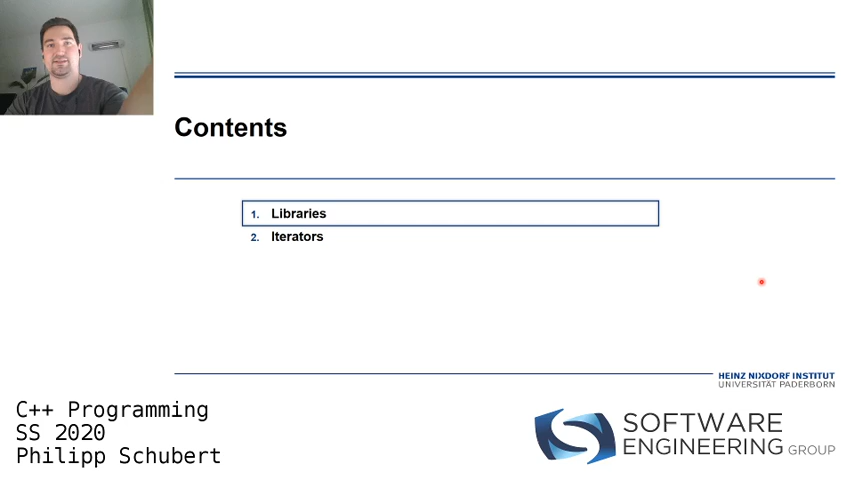 Contents
1. Libraries
2. Iterators
HEINZ NIXDORF INSTITUT
UNIVERSITÄT PADERBORN
C++ Programming
SS 2020
Philipp Schubert
SOFTWARE
ENGINEERING GROUP